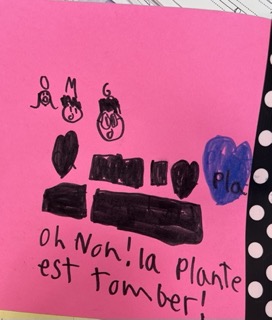 O M G
Pla
oh Non! la plante
est tomber!